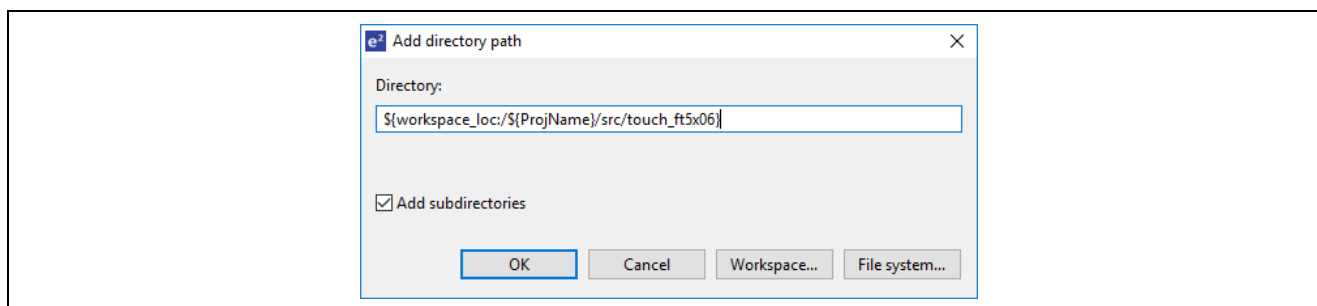 e² Add directory path
Directory:
${workspace_loc:/${ProjName}/src/touch_ft5x06}
Add subdirectories
OK Cancel Workspace... File system...